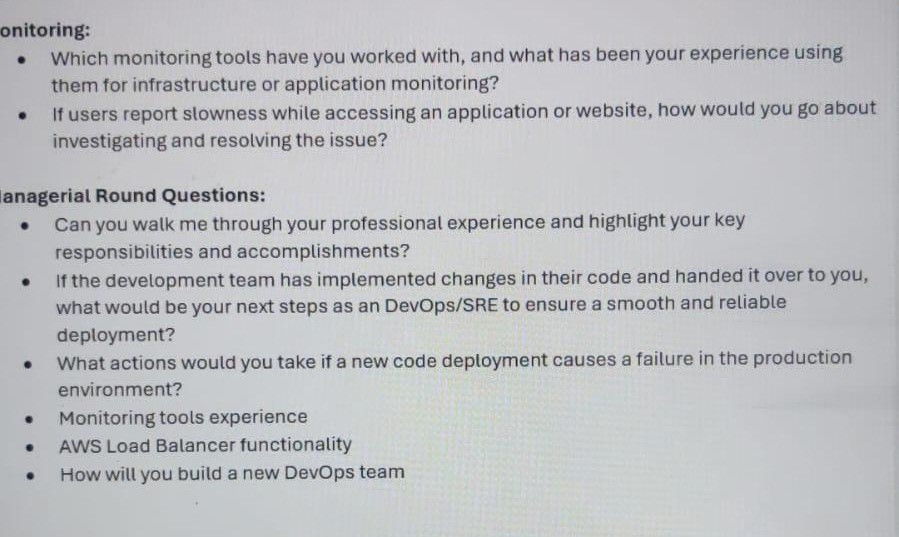 onitoring:
• Which monitoring tools have you worked with, and what has been your experience using
them for infrastructure or application monitoring?
• If users report slowness while accessing an application or website, how would you go about
investigating and resolving the issue?
anagerial Round Questions:
• Can you walk me through your professional experience and highlight your key
responsibilities and accomplishments?
• If the development team has implemented changes in their code and handed it over to you,
what would be your next steps as an DevOps/SRE to ensure a smooth and reliable
deployment?
• What actions would you take if a new code deployment causes a failure in the production
environment?
• Monitoring tools experience
• AWS Load Balancer functionality
• How will you build a new DevOps team